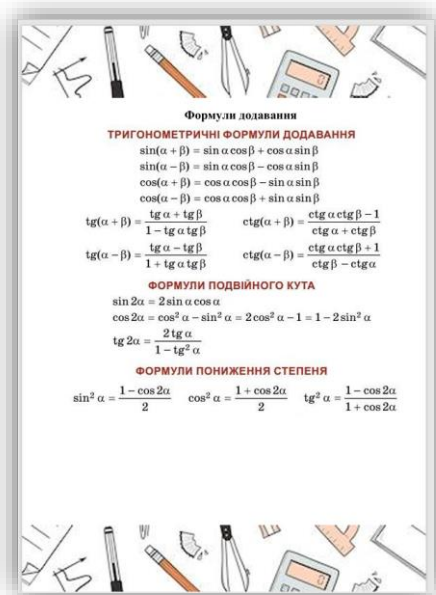 Формули додавання
ТРИГОНОМЕТРИЧНІ ФОРМУЛИ ДОДАВАННЯ
sin(α + β) = sin α cos β + cos α sin β
sin(α − β) = sin α cos β − cos α sin β
cos(α + β) = cos α cos β − sin α sin β
cos(α − β) = cos α cos β + sin α sin β
tg(α + β) = (tg α + tg β)/(1 − tg α tg β) ctg(α + β) = (ctg α ctg β − 1)/(ctg α + ctg β)
tg(α − β) = (tg α − tg β)/(1 + tg α tg β) ctg(α − β) = (ctg α ctg β + 1)/(ctg β − ctg α)
ФОРМУЛИ ПОДВІЙНОГО КУТА
sin 2α = 2 sin α cos α
cos 2α = cos² α − sin² α = 2 cos² α − 1 = 1 − 2 sin² α
tg 2α = (2 tg α)/(1 − tg² α)
ФОРМУЛИ ПОНИЖЕННЯ СТЕПЕНЯ
sin² α = (1 − cos 2α)/2 cos² α = (1 + cos 2α)/2 tg² α = (1 − cos 2α)/(1 + cos 2α)